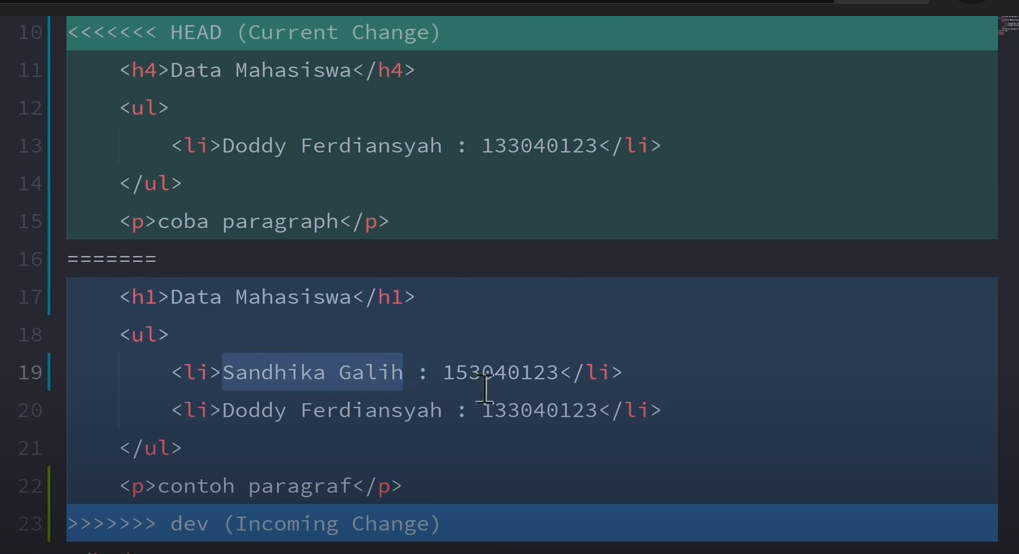 10 <<<<<<< HEAD (Current Change)
11     <h4>Data Mahasiswa</h4>
12     <ul>
13         <li>Doddy Ferdiansyah : 133040123</li>
14     </ul>
15     <p>coba paragraph</p>
16 =======
17     <h1>Data Mahasiswa</h1>
18     <ul>
19         <li>Sandhika Galih : 153040123</li>
20         <li>Doddy Ferdiansyah : 133040123</li>
21     </ul>
22     <p>contoh paragraf</p>
23 >>>>>>> dev (Incoming Change)